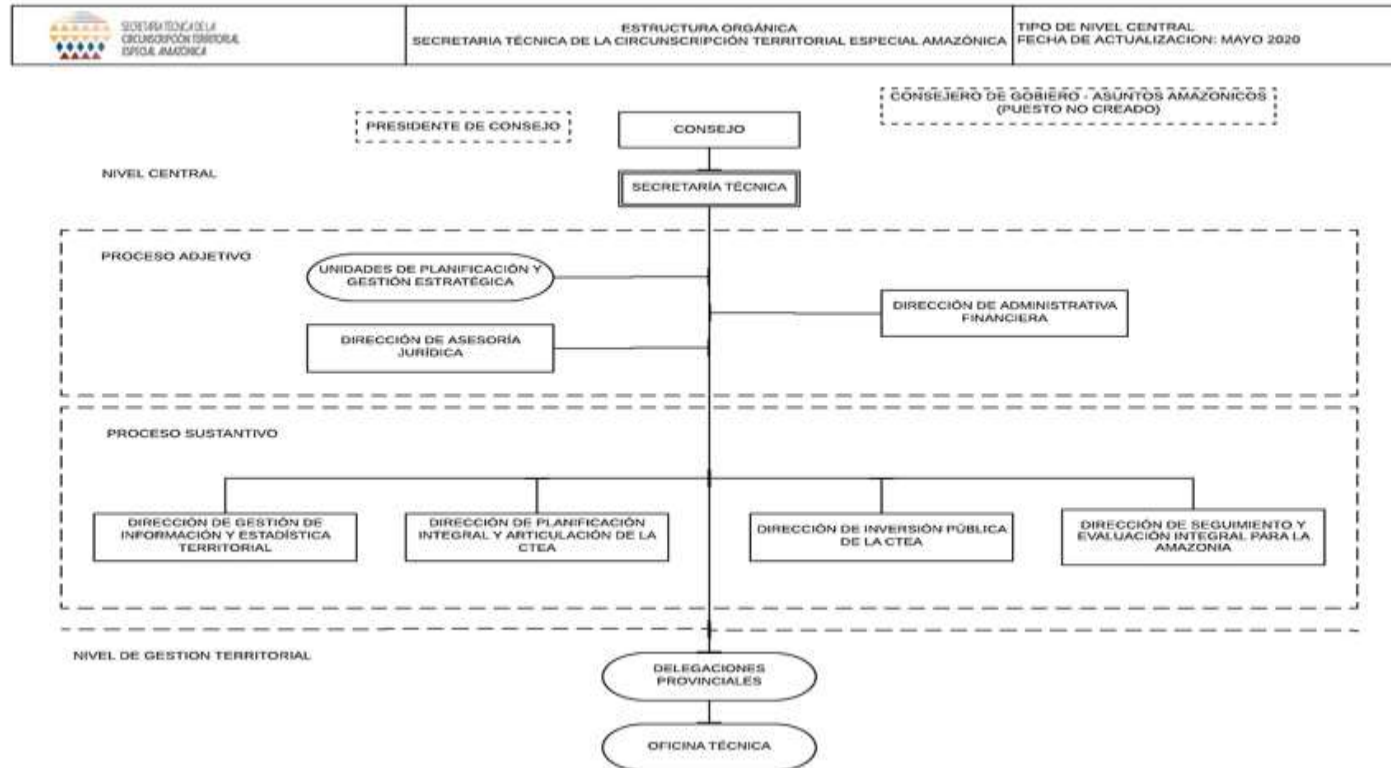 SECRETARÍA TÉCNICA DE LA
CIRCUNSCRIPCIÓN TERRITORIAL
ESPECIAL AMAZÓNICA
ESTRUCTURA ORGÁNICA
SECRETARIA TÉCNICA DE LA CIRCUNSCRIPCIÓN TERRITORIAL ESPECIAL AMAZÓNICA
TIPO DE NIVEL CENTRAL
FECHA DE ACTUALIZACION: MAYO 2020
CONSEJERO DE GOBIERO - ASUNTOS AMAZONICOS
(PUESTO NO CREADO)
PRESIDENTE DE CONSEJO
CONSEJO
NIVEL CENTRAL
SECRETARÍA TÉCNICA
PROCESO ADJETIVO
UNIDADES DE PLANIFICACIÓN Y
GESTIÓN ESTRATÉGICA
DIRECCIÓN DE ADMINISTRATIVA
FINANCIERA
DIRECCIÓN DE ASESORÍA
JURÍDICA
PROCESO SUSTANTIVO
DIRECCIÓN DE GESTIÓN DE
INFORMACIÓN Y ESTADÍSTICA
TERRITORIAL
DIRECCIÓN DE PLANIFICACIÓN
INTEGRAL Y ARTICULACIÓN DE LA
CTEA
DIRECCIÓN DE INVERSIÓN PÚBLICA
DE LA CTEA
DIRECCIÓN DE SEGUIMIENTO Y
EVALUACIÓN INTEGRAL PARA LA
AMAZONIA
NIVEL DE GESTION TERRITORIAL
DELEGACIONES
PROVINCIALES
OFICINA TÉCNICA